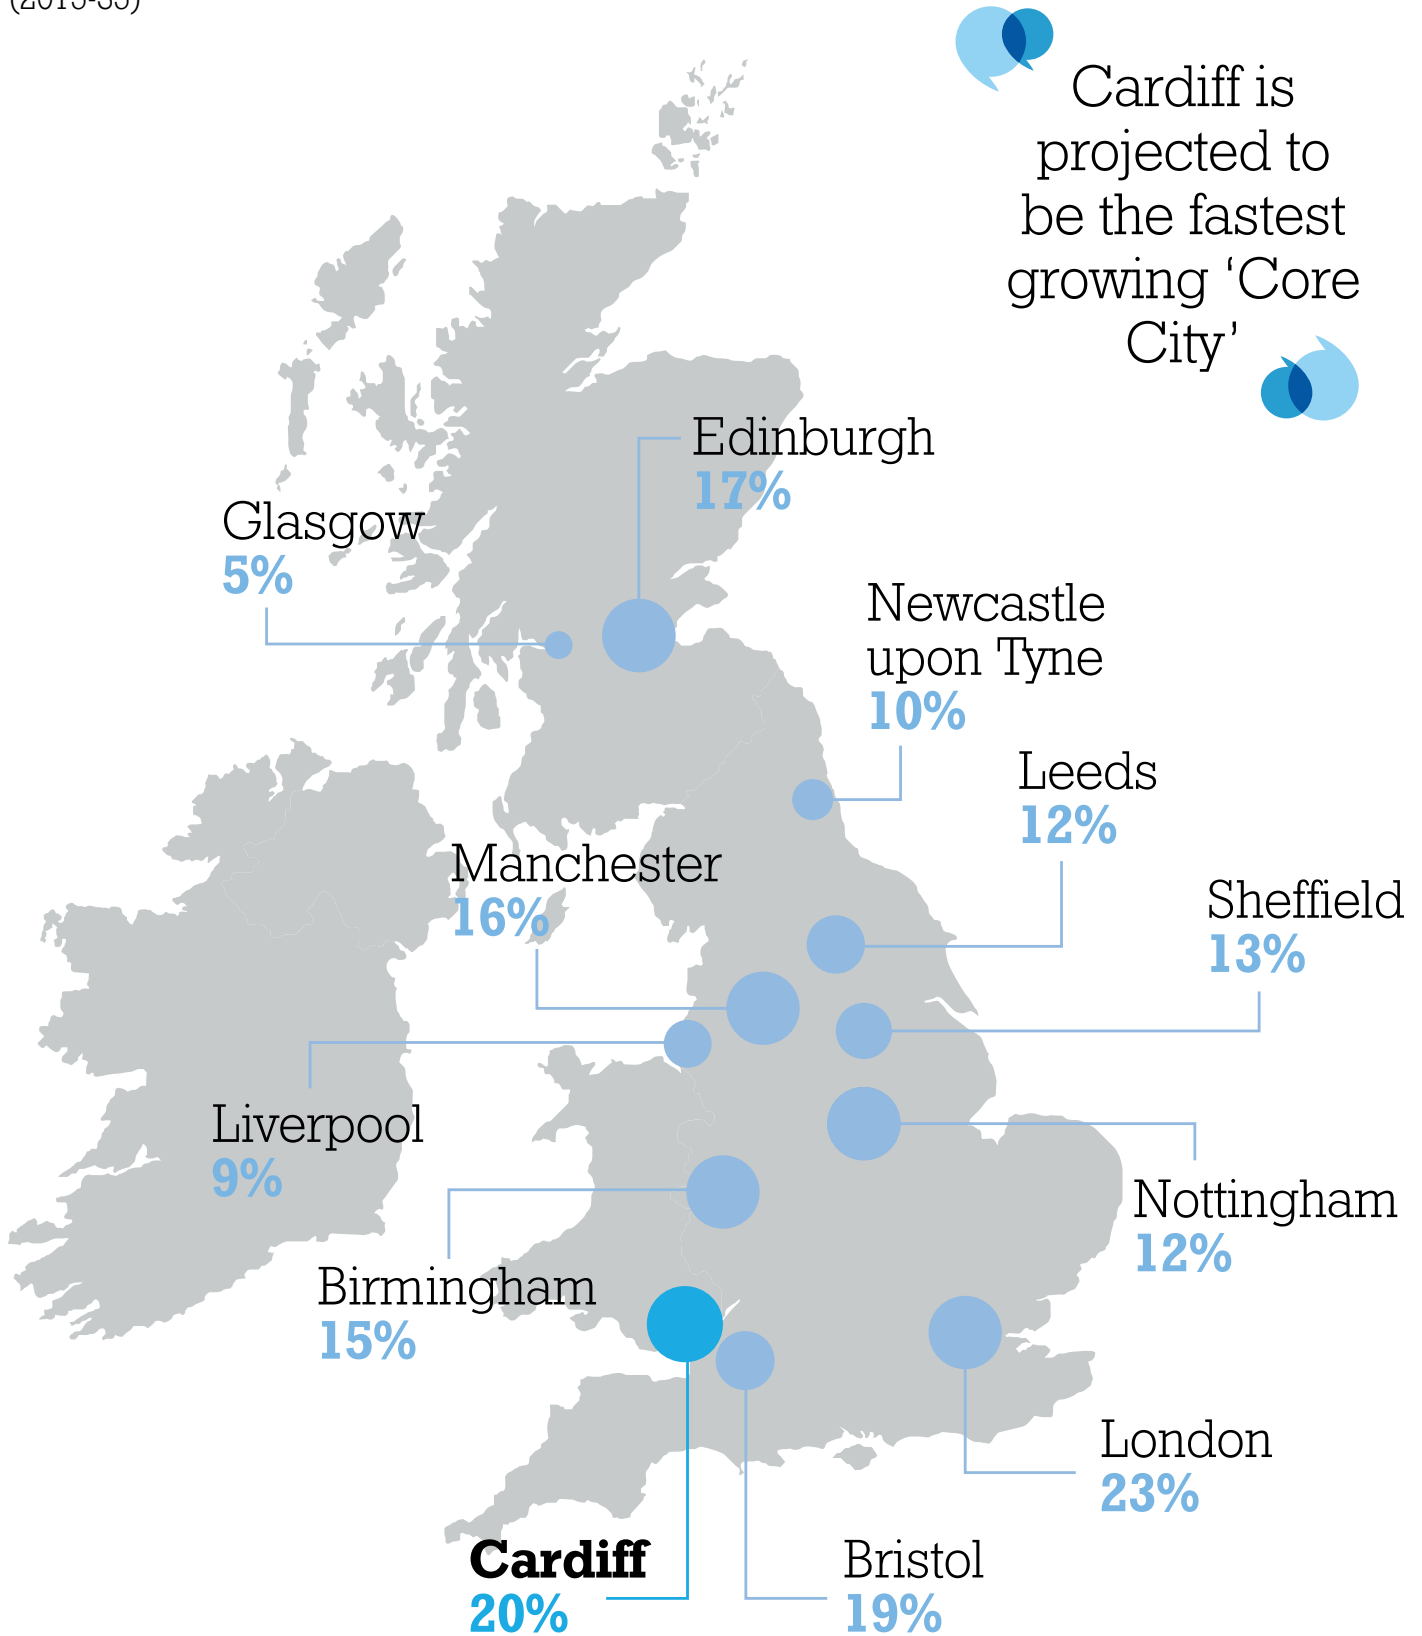 Cardiff is
projected to
be the fastest
growing ‘Core
City’
Edinburgh
17%
Glasgow
5%
Newcastle
upon Tyne
10%
Leeds
12%
Manchester
16%
Sheffield
13%
Liverpool
9%
Nottingham
12%
Birmingham
15%
London
23%
Cardiff
20%
Bristol
19%